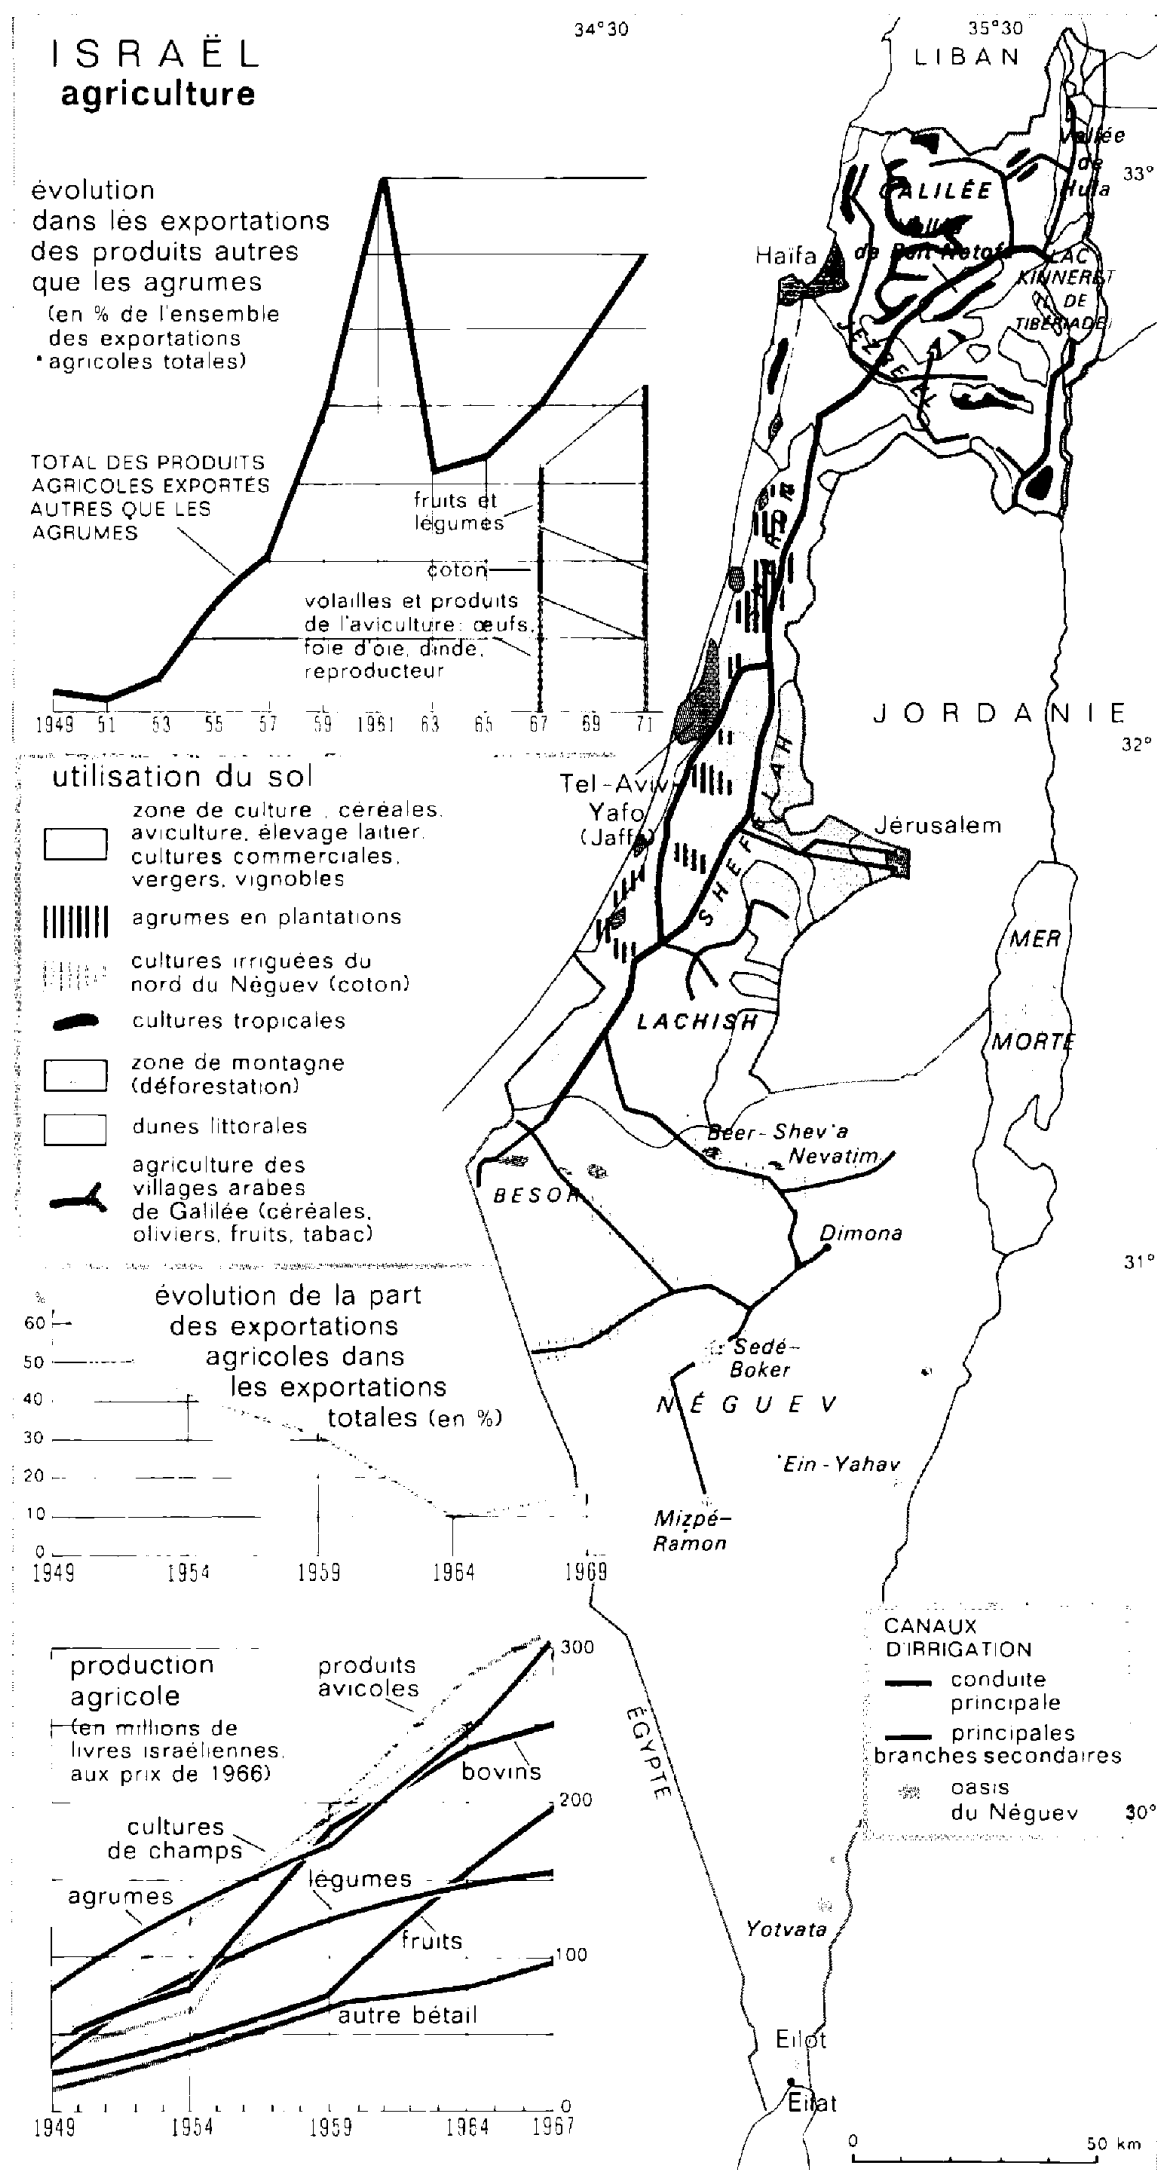 ISRAËL
agriculture
évolution
dans les exportations
des produits autres
que les agrumes
(en % de l'ensemble
des exportations
agricoles totales)
TOTAL DES PRODUITS
AGRICOLES EXPORTÉS
AUTRES QUE LES
AGRUMES
fruits et
légumes
coton
volailles et produits
de l'aviculture: œufs,
foie d'oie, dinde,
reproducteur
1949 51 53 55 57 59 1961 63 65 67 69 71
utilisation du sol
zone de culture , céréales,
aviculture, élevage laitier,
cultures commerciales,
vergers, vignobles
agrumes en plantations
cultures irriguées du
nord du Néguev (coton)
cultures tropicales
zone de montagne
(déforestation)
dunes littorales
agriculture des
villages arabes
de Galilée (céréales,
oliviers, fruits, tabac)
évolution de la part
des exportations
agricoles dans
les exportations
totales (en %)
%
60
50
40
30
20
10
0
1949 1954 1959 1964 1969
production
agricole
(en millions de
livres israéliennes,
aux prix de 1966)
produits
avicoles
bovins
cultures
de champs
agrumes
légumes
fruits
autre bétail
300
200
100
0
1949 1954 1959 1964 1967
34°30
35°30
LIBAN
33°
Vallée
de
Hula
GALILÉE
Haïfa
LAC
KINNERET
(L. DE
TIBÉRIADE)
JEZREEL
32°
JORDANIE
Tel-Aviv
Yafo
(Jaffa)
SHEFELAH
Jérusalem
LACHISH
MER
MORTE
Beer-Shev'a
Nevatim
BESOR
Dimona
31°
Sedé-
Boker
NÉGUEV
'Ein-Yahav
Mizpé-
Ramon
ÉGYPTE
CANAUX
D'IRRIGATION
conduite
principale
principales
branches secondaires
oasis
du Néguev
30°
Yotvata
Eilot
Eilat
0 50 km